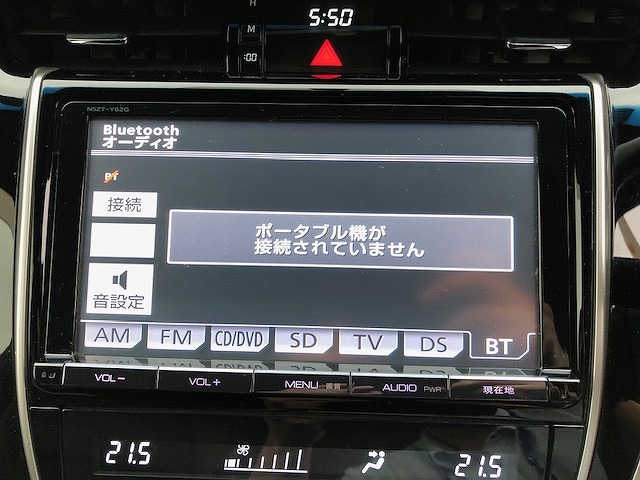 H
5:50
M
:00
NSZT-Y62G
Bluetooth
オーディオ
BT
接続
ポータブル機が
接続されていません
音設定
AM FM CD/DVD SD TV DS BT
VOL− VOL+ MENU AUDIO PWR 現在地
21.5 21.5